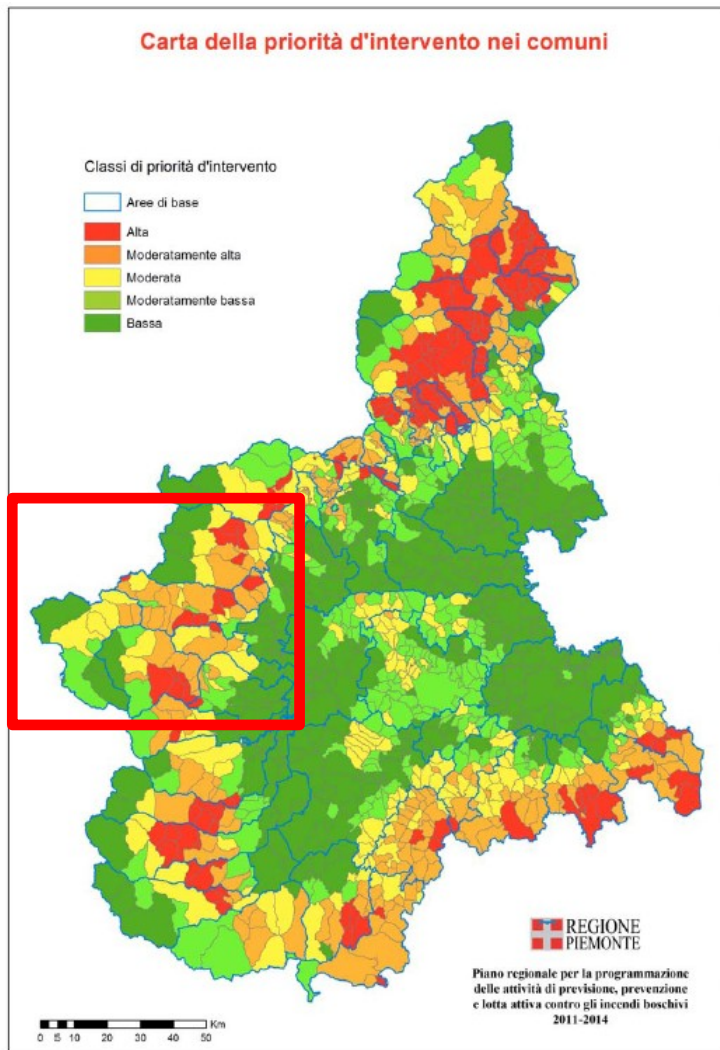 Carta della priorità d'intervento nei comuni
Classi di priorità d'intervento
Aree di base
Alta
Moderatamente alta
Moderata
Moderatamente bassa
Bassa
REGIONE
PIEMONTE
Piano regionale per la programmazione
delle attività di previsione, prevenzione
e lotta attiva contro gli incendi boschivi
2011-2014
Km
0 5 10 20 30 40 50